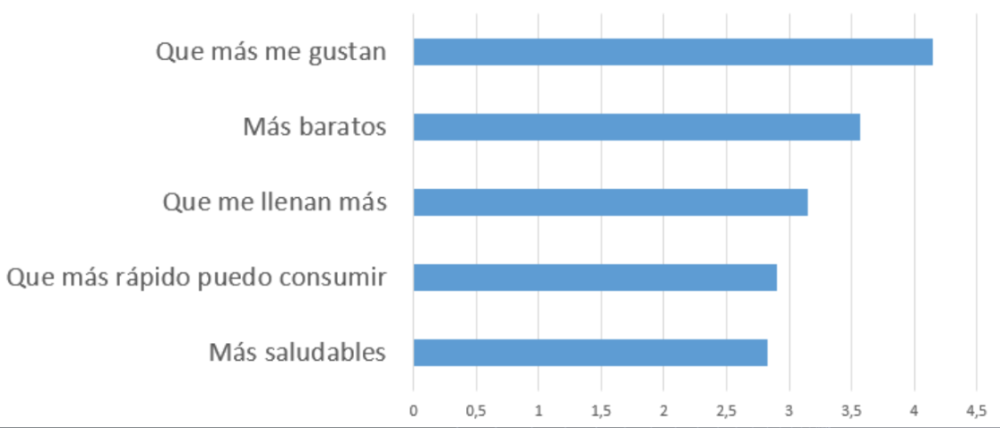 Que más me gustan
Más baratos
Que me llenan más
Que más rápido puedo consumir
Más saludables
0 0,5 1 1,5 2 2,5 3 3,5 4 4,5